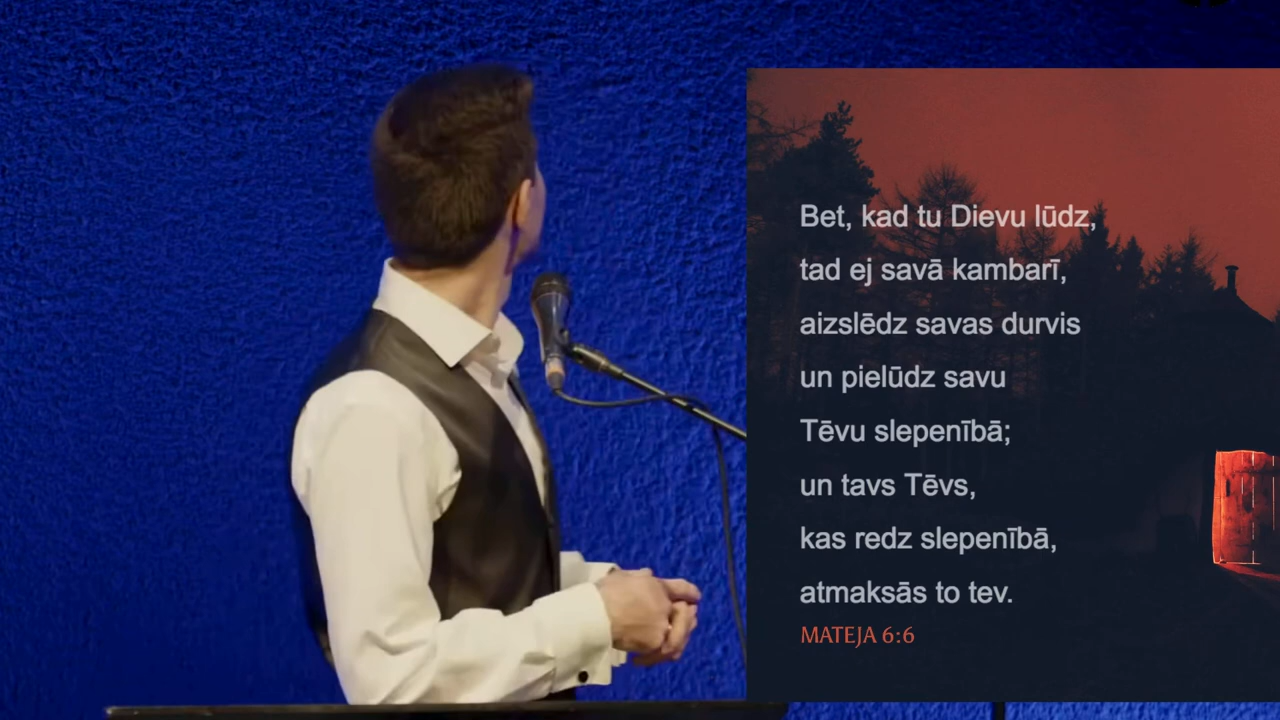 Bet, kad tu Dievu lūdz,
tad ej savā kambarī,
aizslēdz savas durvis
un pielūdz savu
Tēvu slepenībā;
un tavs Tēvs,
kas redz slepenībā,
atmaksās to tev.
MATEJA 6:6